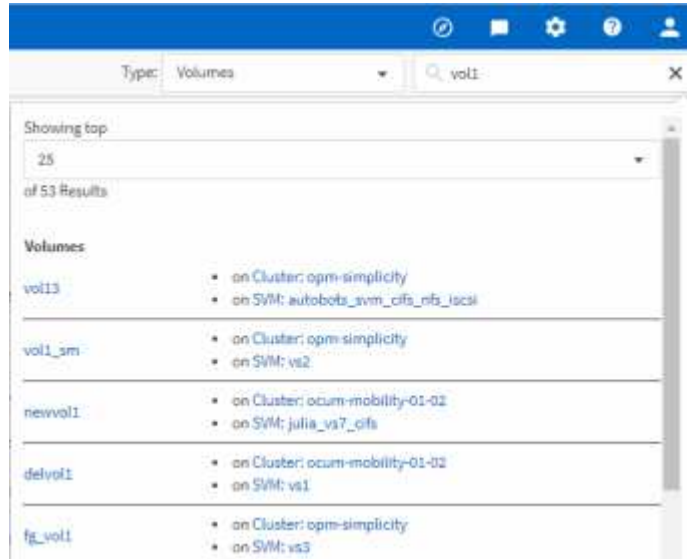 Type: Volumes vol1
Showing top
25
of 53 Results
Volumes
vol13
on Cluster: opm-simplicity
on SVM: autobots_svm_cifs_nfs_iscsi
vol1_sm
on Cluster: opm-simplicity
on SVM: vs2
newvol1
on Cluster: ocum-mobility-01-02
on SVM: julia_vs7_cifs
delvol1
on Cluster: ocum-mobility-01-02
on SVM: vs1
fg_vol1
on Cluster: opm-simplicity
on SVM: vs3